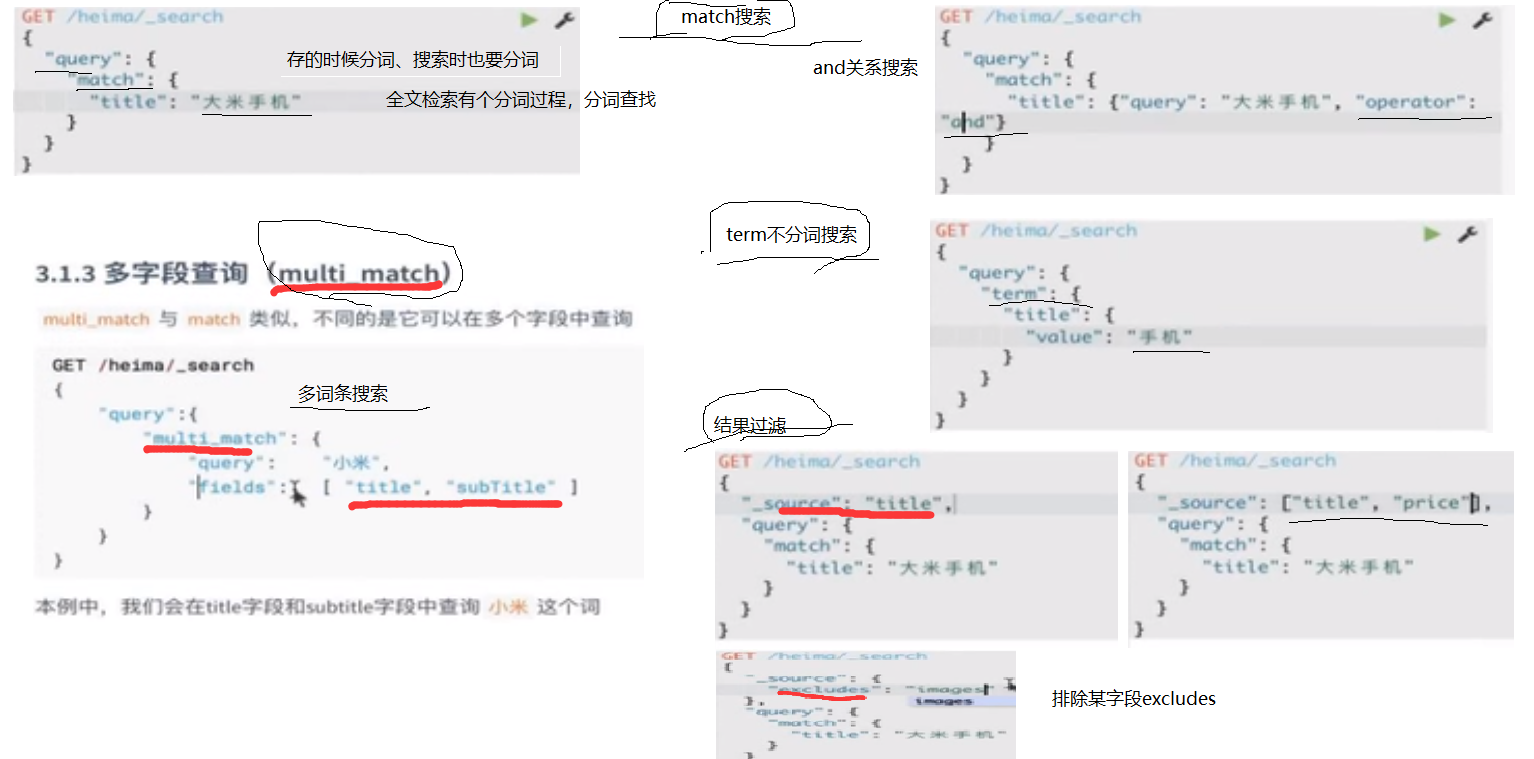 GET /heima/_search
{
"query": {
"match": {
"title": "大米手机"
}
}
}
存的时候分词、搜索时也要分词
全文检索有个分词过程，分词查找
match搜索
and关系搜索
GET /heima/_search
{
"query": {
"match": {
"title": {"query": "大米手机", "operator":
"and"}
}
}
}
3.1.3 多字段查询（multi_match）
multi_match 与 match 类似，不同的是它可以在多个字段中查询
GET /heima/_search
{
"query":{
"multi_match": {
"query": "小米",
"fields": [ "title", "subTitle" ]
}
}
}
多词条搜索
本例中，我们会在title字段和subtitle字段中查询 小米 这个词
term不分词搜索
GET /heima/_search
{
"query": {
"term": {
"title": {
"value": "手机"
}
}
}
}
结果过滤
GET /heima/_search
{
"_source": "title",
"query": {
"match": {
"title": "大米手机"
}
}
}
GET /heima/_search
{
"_source": ["title", "price"],
"query": {
"match": {
"title": "大米手机"
}
}
}
GET /heima/_search
{
"_source": {
"excludes": "images"
images
},
"query": {
"match": {
"title": "大米手机"
}
}
排除某字段excludes